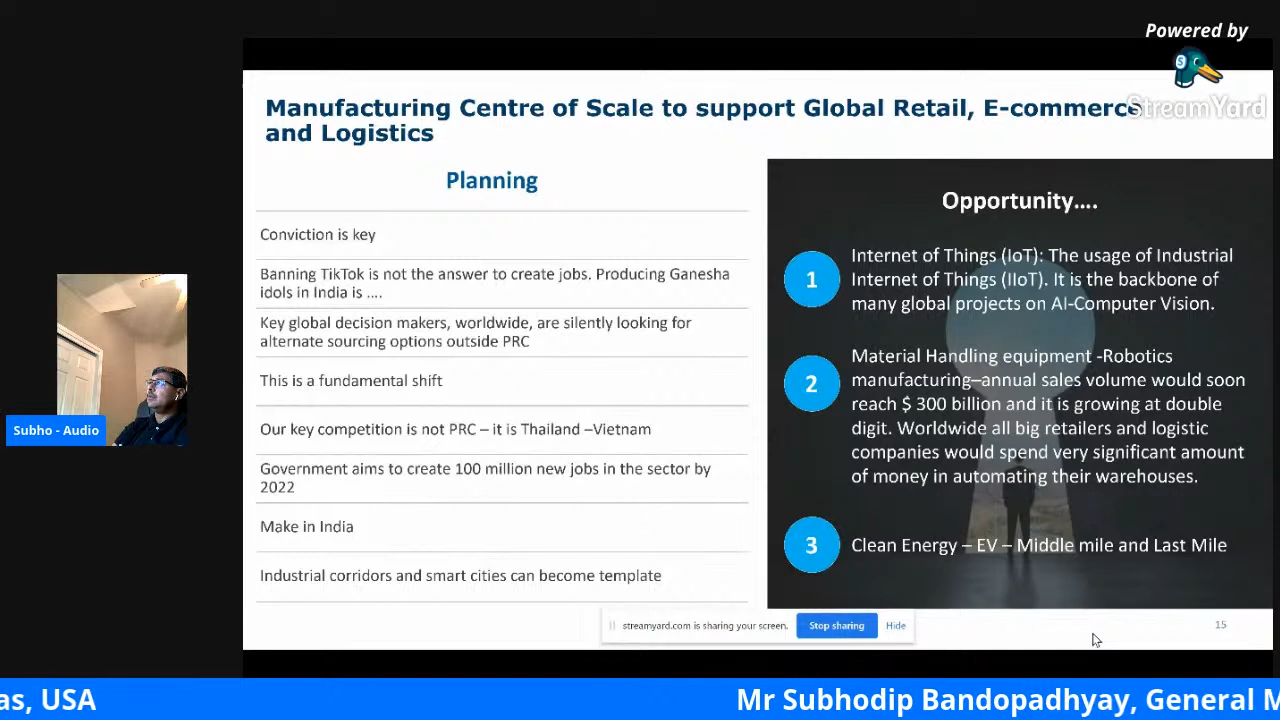 Powered by
StreamYard
Manufacturing Centre of Scale to support Global Retail, E-commerce
and Logistics
Planning
Conviction is key
Banning TikTok is not the answer to create jobs. Producing Ganesha
idols in India is ....
Key global decision makers, worldwide, are silently looking for
alternate sourcing options outside PRC
This is a fundamental shift
Our key competition is not PRC – it is Thailand –Vietnam
Government aims to create 100 million new jobs in the sector by
2022
Make in India
Industrial corridors and smart cities can become template
Opportunity....
1
Internet of Things (IoT): The usage of Industrial
Internet of Things (IIoT). It is the backbone of
many global projects on AI-Computer Vision.
2
Material Handling equipment -Robotics
manufacturing–annual sales volume would soon
reach $ 300 billion and it is growing at double
digit. Worldwide all big retailers and logistic
companies would spend very significant amount
of money in automating their warehouses.
3
Clean Energy – EV – Middle mile and Last Mile
Subho - Audio
streamyard.com is sharing your screen. Stop sharing Hide
15
as, USA Mr Subhodip Bandopadhyay, General M